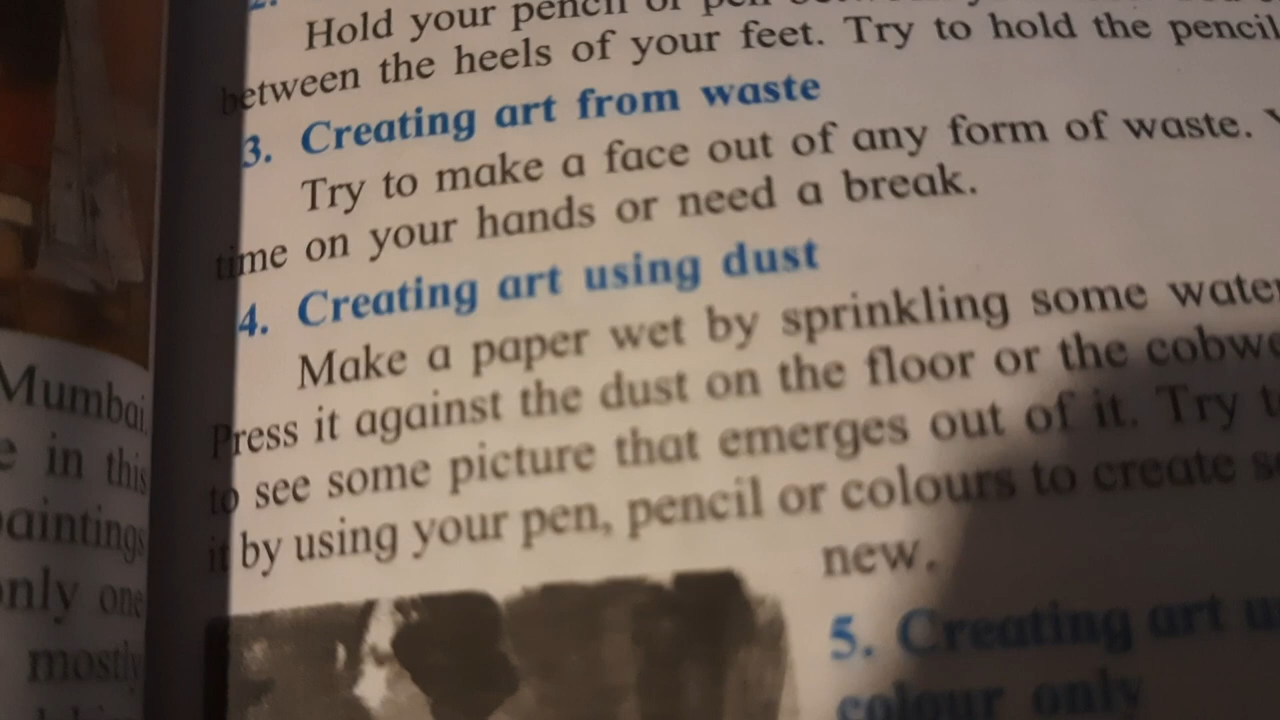 Mumbai.
in this
paintings
only one
mostly
2.
Hold your pencil or
between the heels of your feet. Try to hold the pencil
3. Creating art from waste
Try to make a face out of any form of waste.
time on your hands or need a break.
4. Creating art using dust
Make a paper wet by sprinkling some water
Press it against the dust on the floor or the
to see some picture that emerges out of it. Try
it by using your pen, pencil or colours to create
new.
5. Creating art
colour only